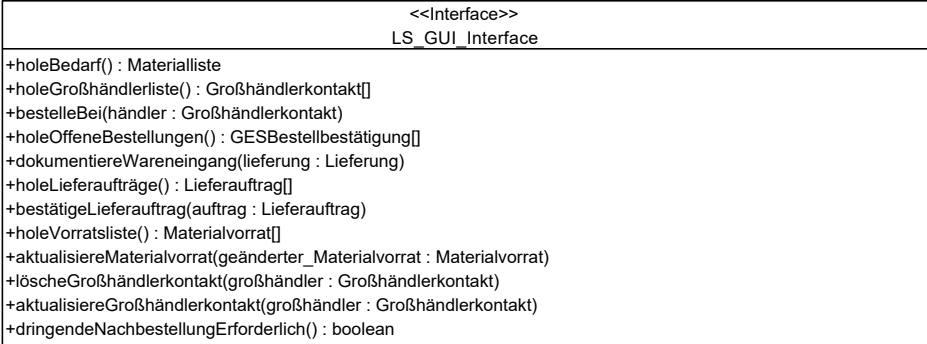 <<Interface>>
LS_GUI_Interface
+holeBedarf() : Materialliste
+holeGroßhändlerliste() : Großhändlerkontakt[]
+bestelleBei(händler : Großhändlerkontakt)
+holeOffeneBestellungen() : GESBestellbestätigung[]
+dokumentiereWareneingang(lieferung : Lieferung)
+holeLieferaufträge() : Lieferauftrag[]
+bestätigeLieferauftrag(auftrag : Lieferauftrag)
+holeVorratsliste() : Materialvorrat[]
+aktualisiereMaterialvorrat(geänderter_Materialvorrat : Materialvorrat)
+löscheGroßhändlerkontakt(großhändler : Großhändlerkontakt)
+aktualisiereGroßhändlerkontakt(großhändler : Großhändlerkontakt)
+dringendeNachbestellungErforderlich() : boolean